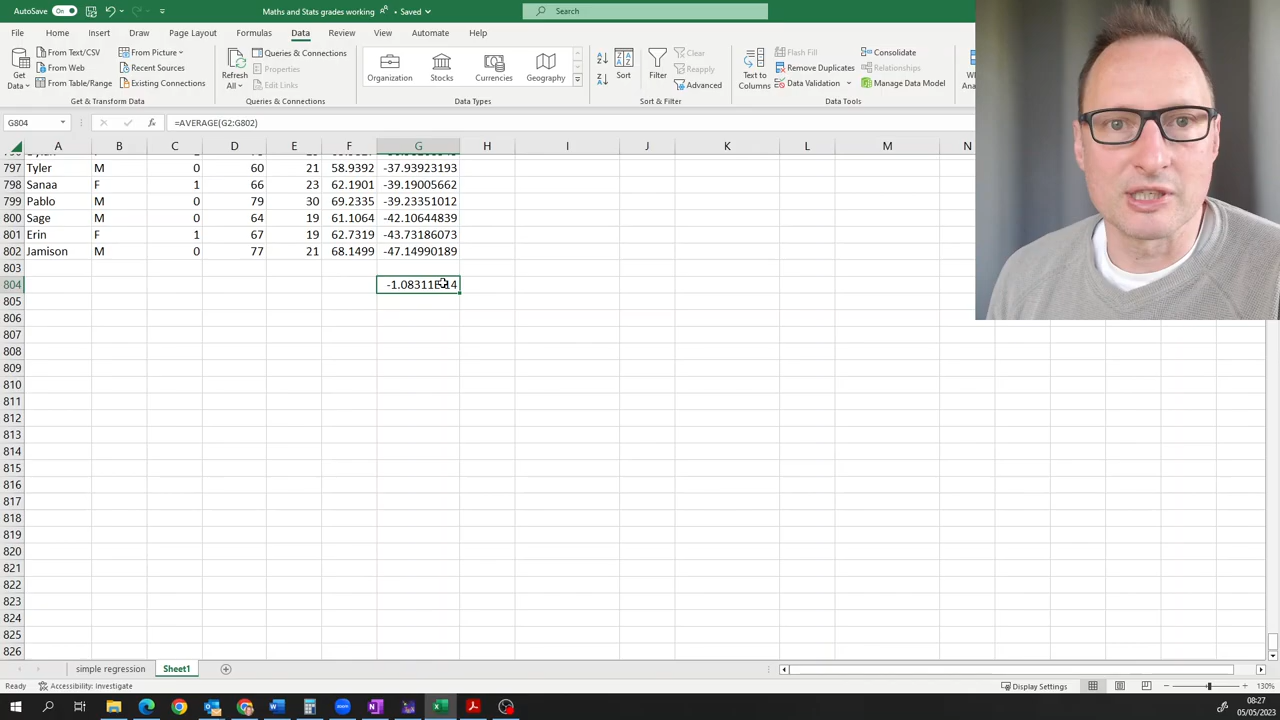 AutoSave On Maths and Stats grades working Saved Search
File Home Insert Draw Page Layout Formulas Data Review View Automate Help
From Text/CSV From Picture Queries & Connections Clear Flash Fill Consolidate
From Web Recent Sources Properties Reapply Remove Duplicates Relationships
From Table/Range Existing Connections Edit Links Advanced Data Validation Manage Data Model
Get Data Refresh All Organization Stocks Currencies Geography Sort Filter Text to Columns
Get & Transform Data Queries & Connections Data Types Sort & Filter Data Tools
G804 fx =AVERAGE(G2:G802)
A B C D E F G H I J K L M N
797 Tyler M 0 60 21 58.9392 -37.93923193
798 Sanaa F 1 66 23 62.1901 -39.19005662
799 Pablo M 0 79 30 69.2335 -39.23351012
800 Sage M 0 64 19 61.1064 -42.10644839
801 Erin F 1 67 19 62.7319 -43.73186073
802 Jamison M 0 77 21 68.1499 -47.14990189
803
804 -1.08311E-14
805
806
807
808
809
810
811
812
813
814
815
816
817
818
819
820
821
822
823
824
825
826
simple regression Sheet1
Ready Accessibility: Investigate Display Settings 130%
08:27
05/05/2023